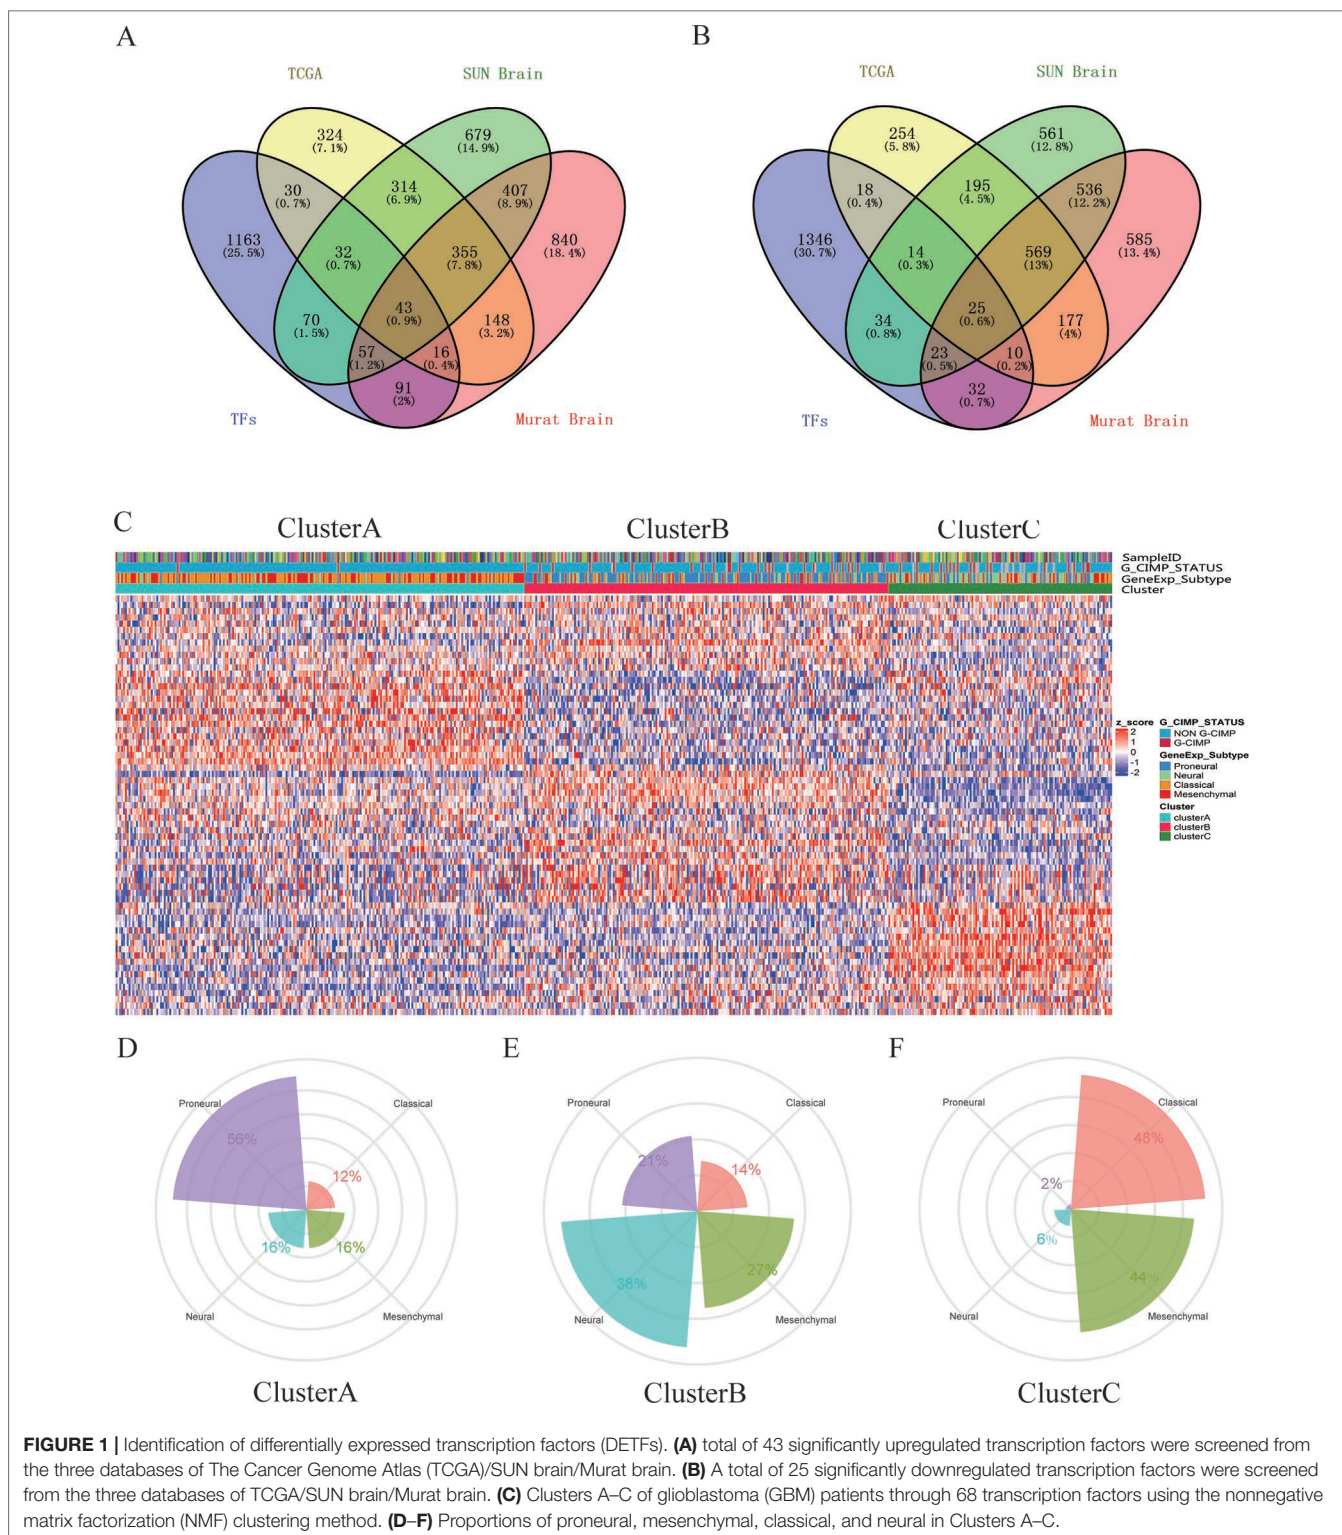 A
B
TCGA
SUN Brain
TCGA
SUN Brain
324
(7.1%)
679
(14.9%)
254
(5.8%)
561
(12.8%)
30
(0.7%)
314
(6.9%)
407
(8.9%)
18
(0.4%)
195
(4.5%)
536
(12.2%)
1163
(25.5%)
32
(0.7%)
355
(7.8%)
840
(18.4%)
1346
(30.7%)
14
(0.3%)
569
(13%)
585
(13.4%)
70
(1.5%)
43
(0.9%)
148
(3.2%)
34
(0.8%)
25
(0.6%)
177
(4%)
57
(1.2%)
16
(0.4%)
23
(0.5%)
10
(0.2%)
91
(2%)
32
(0.7%)
TFs
Murat Brain
TFs
Murat Brain
C
ClusterA
ClusterB
ClusterC
SampleID
G_CIMP_STATUS
GeneExp_Subtype
Cluster
z_score
2
1
0
-1
-2
G_CIMP_STATUS
NON G-CIMP
G-CIMP
GeneExp_Subtype
Proneural
Neural
Classical
Mesenchymal
Cluster
clusterA
clusterB
clusterC
D
Proneural
Classical
56%
12%
16%
16%
Neural
Mesenchymal
ClusterA
E
Proneural
Classical
21%
14%
38%
27%
Neural
Mesenchymal
ClusterB
F
Proneural
Classical
48%
2%
6%
44%
Neural
Mesenchymal
ClusterC
FIGURE 1 | Identification of differentially expressed transcription factors (DETFs). (A) total of 43 significantly upregulated transcription factors were screened from
the three databases of The Cancer Genome Atlas (TCGA)/SUN brain/Murat brain. (B) A total of 25 significantly downregulated transcription factors were screened
from the three databases of TCGA/SUN brain/Murat brain. (C) Clusters A–C of glioblastoma (GBM) patients through 68 transcription factors using the nonnegative
matrix factorization (NMF) clustering method. (D–F) Proportions of proneural, mesenchymal, classical, and neural in Clusters A–C.